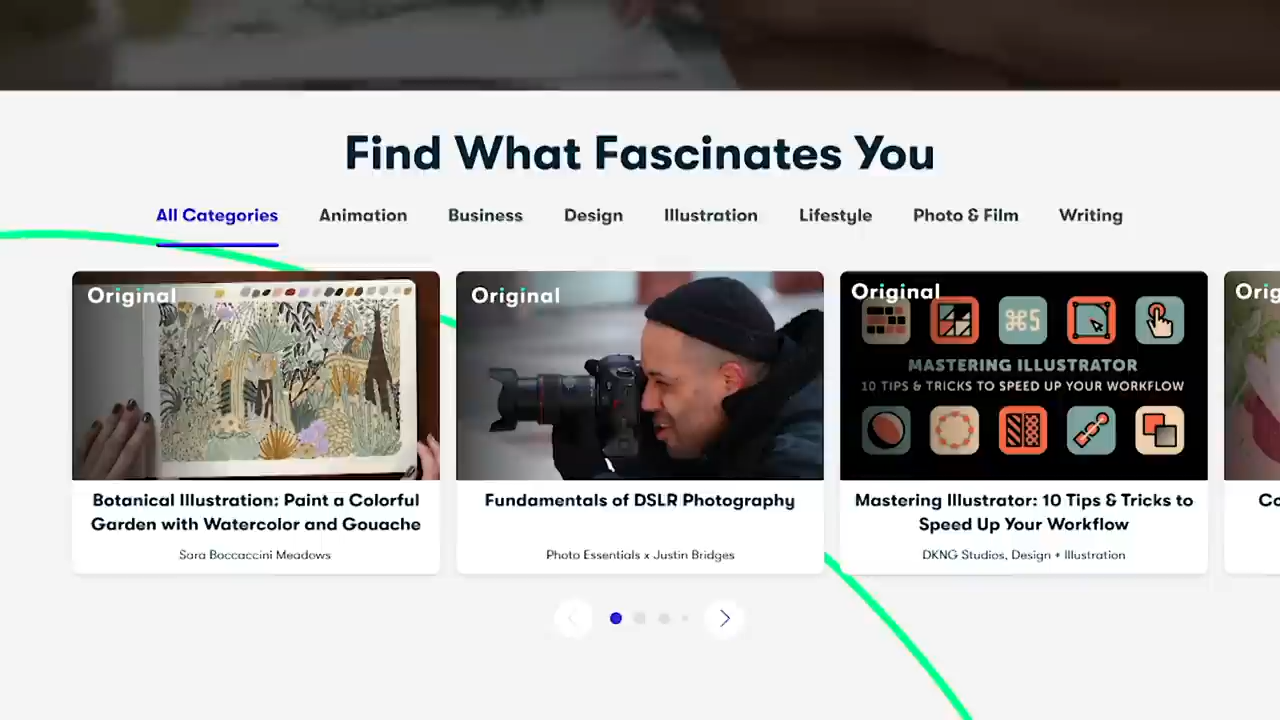 Find What Fascinates You
All Categories Animation Business Design Illustration Lifestyle Photo & Film Writing
Original
Botanical Illustration: Paint a Colorful
Garden with Watercolor and Gouache
Sara Boccaccini Meadows
Original
Fundamentals of DSLR Photography
Photo Essentials x Justin Bridges
Original
⌘5
MASTERING ILLUSTRATOR
10 TIPS & TRICKS TO SPEED UP YOUR WORKFLOW
Mastering Illustrator: 10 Tips & Tricks to
Speed Up Your Workflow
DKNG Studios, Design + Illustration
Orig
Co